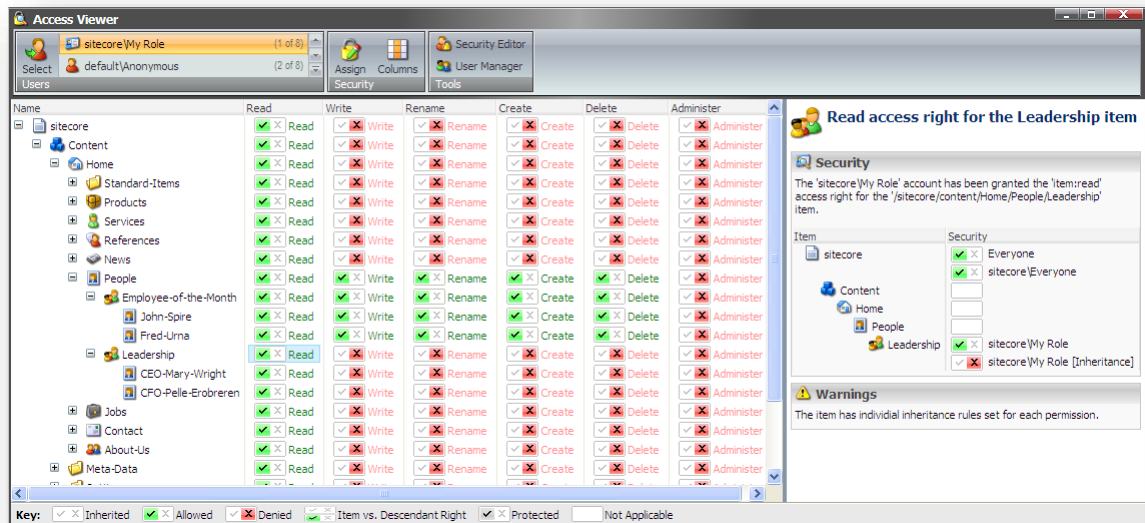 Access Viewer
sitecore\My Role (1 of 8)
default\Anonymous (2 of 8)
Select
Users
Assign Columns
Security
Security Editor
User Manager
Tools
Name Read Write Rename Create Delete Administer
sitecore Read Write Rename Create Delete Administer
Content Read Write Rename Create Delete Administer
Home Read Write Rename Create Delete Administer
Standard-Items Read Write Rename Create Delete Administer
Products Read Write Rename Create Delete Administer
Services Read Write Rename Create Delete Administer
References Read Write Rename Create Delete Administer
News Read Write Rename Create Delete Administer
People Read Write Rename Create Delete Administer
Employee-of-the-Month Read Write Rename Create Delete Administer
John-Spire Read Write Rename Create Delete Administer
Fred-Urna Read Write Rename Create Delete Administer
Leadership Read Write Rename Create Delete Administer
CEO-Mary-Wright Read Write Rename Create Delete Administer
CFO-Pelle-Erobreren Read Write Rename Create Delete Administer
Jobs Read Write Rename Create Delete Administer
Contact Read Write Rename Create Delete Administer
About-Us Read Write Rename Create Delete Administer
Meta-Data Read Write Rename Create Delete Administer
Read access right for the Leadership item
Security
The 'sitecore\My Role' account has been granted the 'item:read'
access right for the '/sitecore/content/Home/People/Leadership'
item.
Item Security
sitecore Everyone
sitecore\Everyone
Content
Home
People
Leadership sitecore\My Role
sitecore\My Role [Inheritance]
Warnings
The item has individial inheritance rules set for each permission.
Key: Inherited Allowed Denied Item vs. Descendant Right Protected Not Applicable